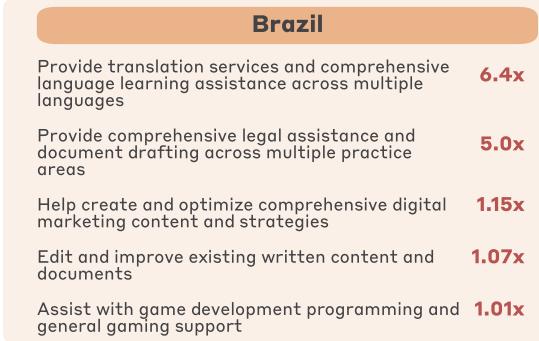 Brazil
Provide translation services and comprehensive
language learning assistance across multiple
languages
6.4x
Provide comprehensive legal assistance and
document drafting across multiple practice
areas
5.0x
Help create and optimize comprehensive digital
marketing content and strategies
1.15x
Edit and improve existing written content and
documents
1.07x
Assist with game development programming and
general gaming support
1.01x